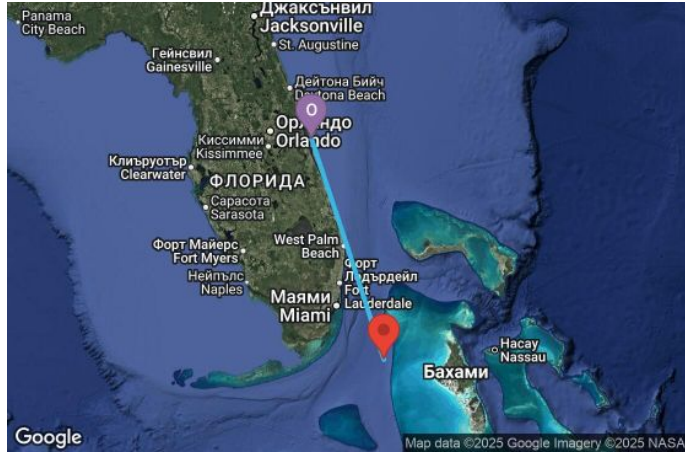 Panama
City Beach
Джаксънвил
Jacksonville
St. Augustine
Гейнсвил
Gainesville
Дейтона Бийч
Daytona Beach
O
Орландо
Orlando
Киссимми
Kissimmee
Клиъруотър
Clearwater
ФЛОРИДА
Сарасота
Sarasota
Форт Майерс
Fort Myers
West Palm
Beach
Нейпълс
Naples
Форт
Лодърдейл
Fort
Lauderdale
Маями
Miami
Насау
Nassau
Бахами
Google
Map data ©2025 Google Imagery ©2025 NASA